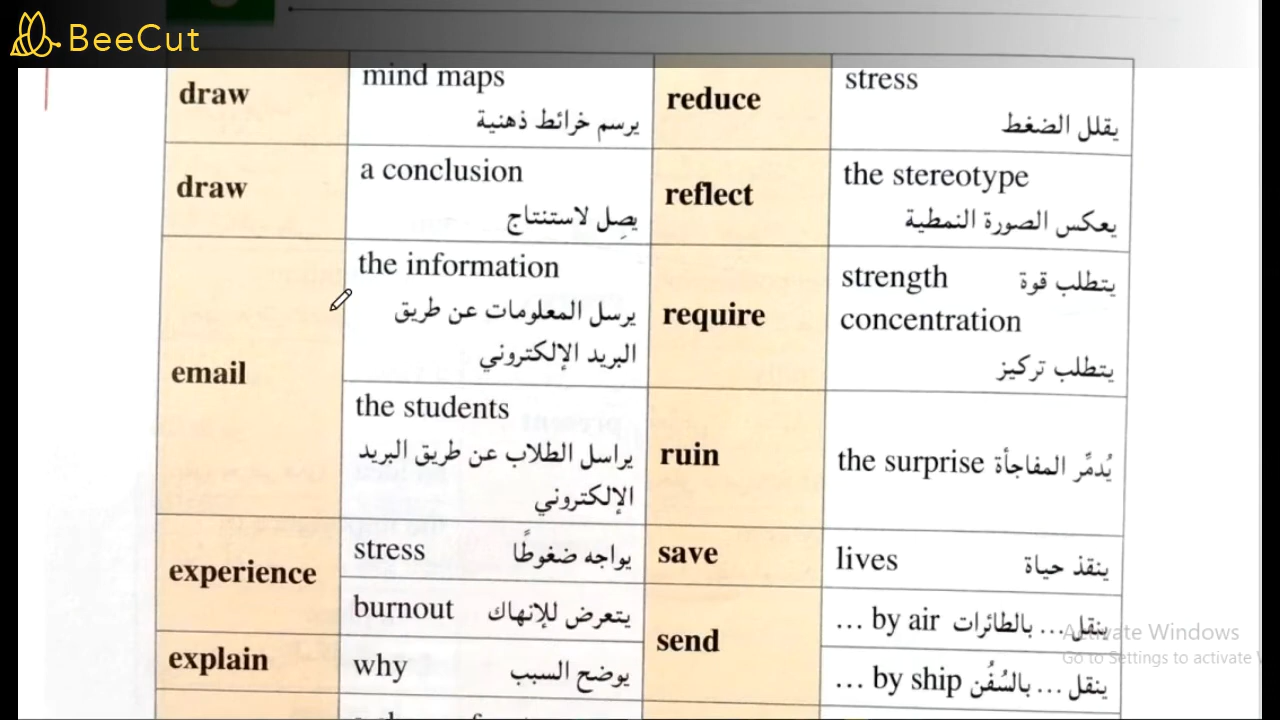 BeeCut
draw
mind maps
يرسم خرائط ذهنية
reduce
stress
يقلل الضغط
draw
a conclusion
يصِل لاستنتاج
reflect
the stereotype
يعكس الصورة النمطية
email
the information
يرسل المعلومات عن طريق
البريد الإلكتروني
require
strength يتطلب قوة
concentration
يتطلب تركيز
the students
يراسل الطلاب عن طريق البريد
الإلكتروني
ruin
the surprise يُدمِّر المفاجأة
experience
stress يواجه ضغوطًا
save
lives ينقذ حياة
burnout يتعرض للإنهاك
send
... by air ينقل ... بالطائرات
explain
why يوضح السبب
... by ship ينقل ... بالسُفُن
Activate Windows
Go to Settings to activate